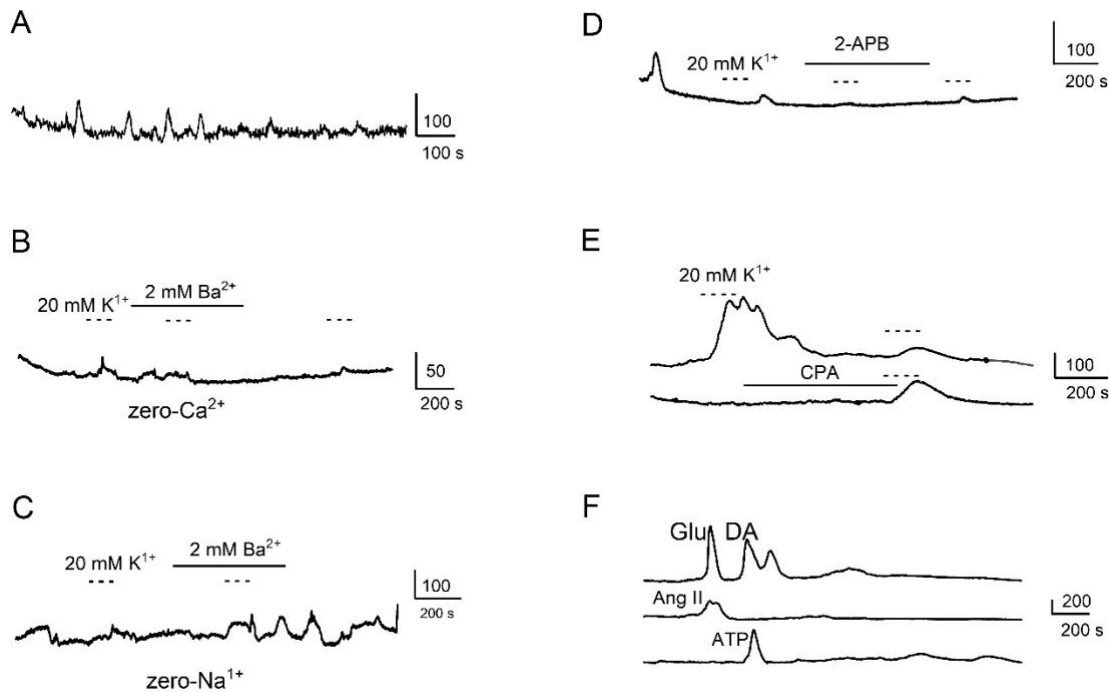 A
100
100 s
B
20 mM K¹⁺
2 mM Ba²⁺
50
200 s
zero-Ca²⁺
C
20 mM K¹⁺
2 mM Ba²⁺
100
200 s
zero-Na¹⁺
D
2-APB
20 mM K¹⁺
100
200 s
E
20 mM K¹⁺
CPA
100
200 s
F
Glu DA
Ang II
ATP
200
200 s